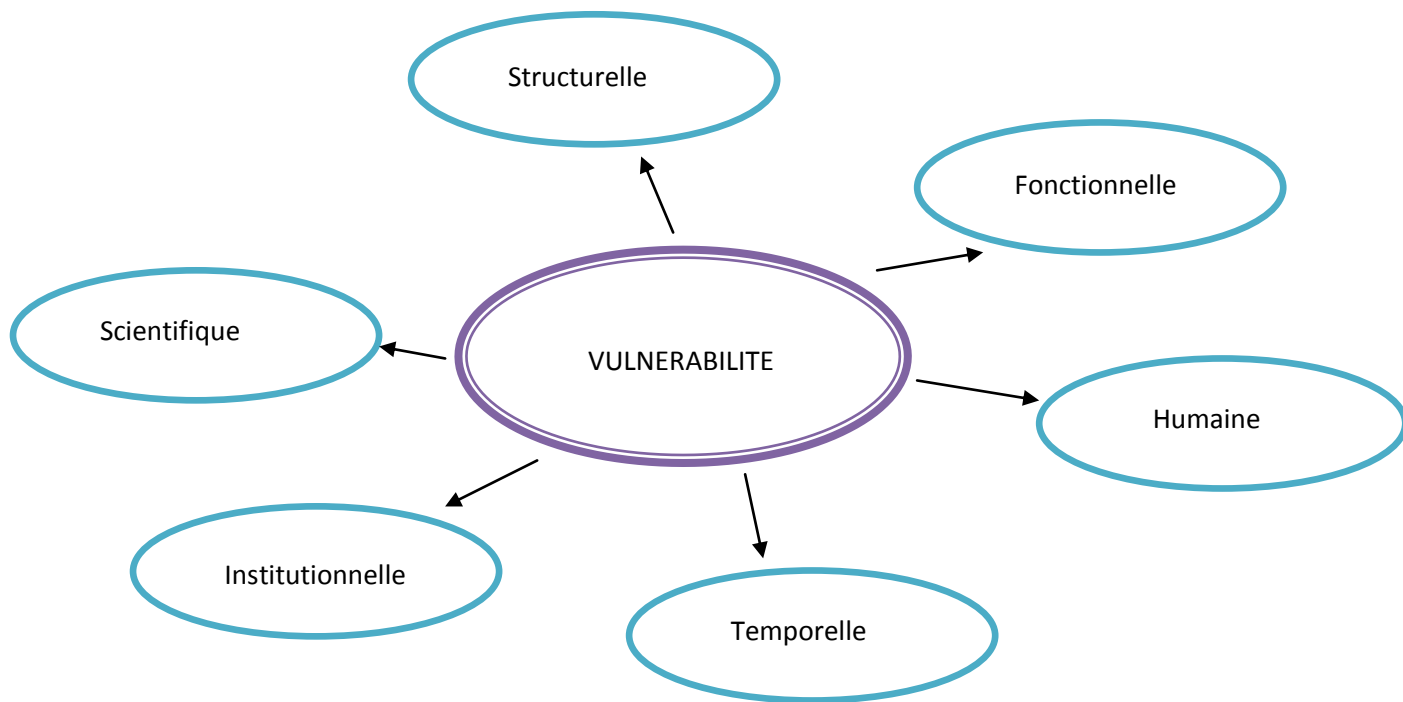 Structurelle
Fonctionnelle
Scientifique
VULNERABILITE
Humaine
Institutionnelle
Temporelle